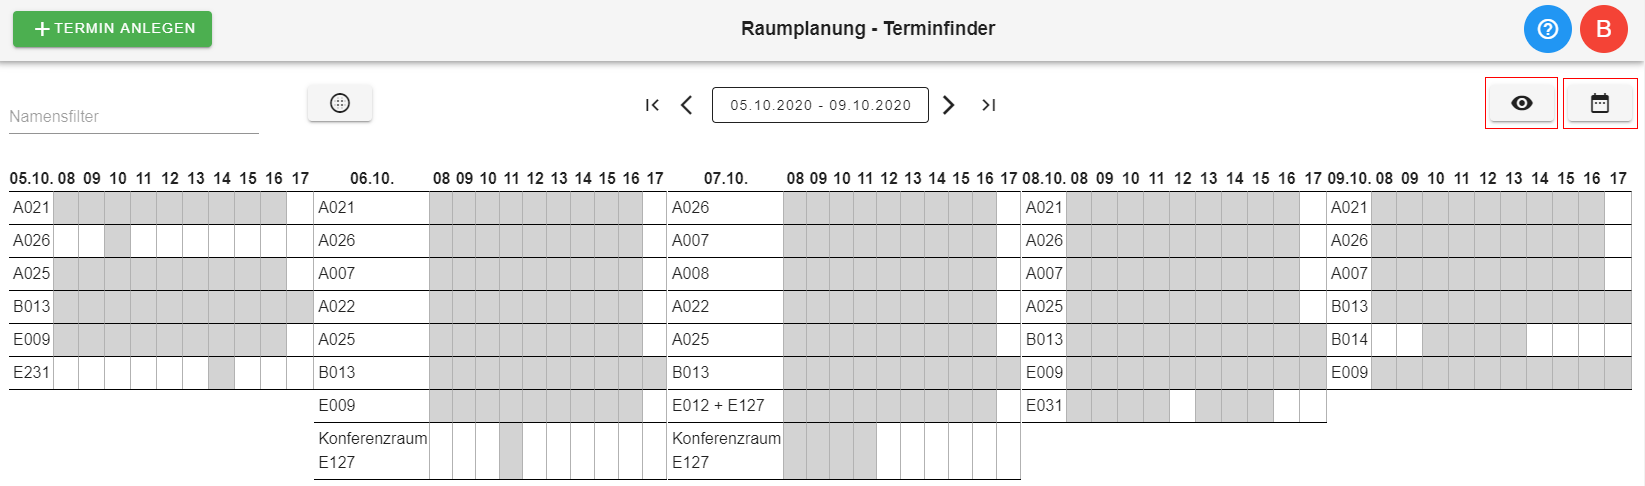 TERMIN ANLEGEN
Raumplanung - Terminfinder
B
Namensfilter
05.10.2020 - 09.10.2020
05.10. 08 09 10 11 12 13 14 15 16 17 06.10. 08 09 10 11 12 13 14 15 16 17 07.10. 08 09 10 11 12 13 14 15 16 17 08.10. 08 09 10 11 12 13 14 15 16 17 09.10. 08 09 10 11 12 13 14 15 16 17
A021 A021 A026 A021 A021
A026 A026 A007 A026 A026
A025 A007 A008 A007 A007
B013 A022 A022 A025 B013
E009 A025 A025 B013 B014
E231 B013 B013 E009 E009
E009 E012 + E127 E031
Konferenzraum Konferenzraum
E127 E127